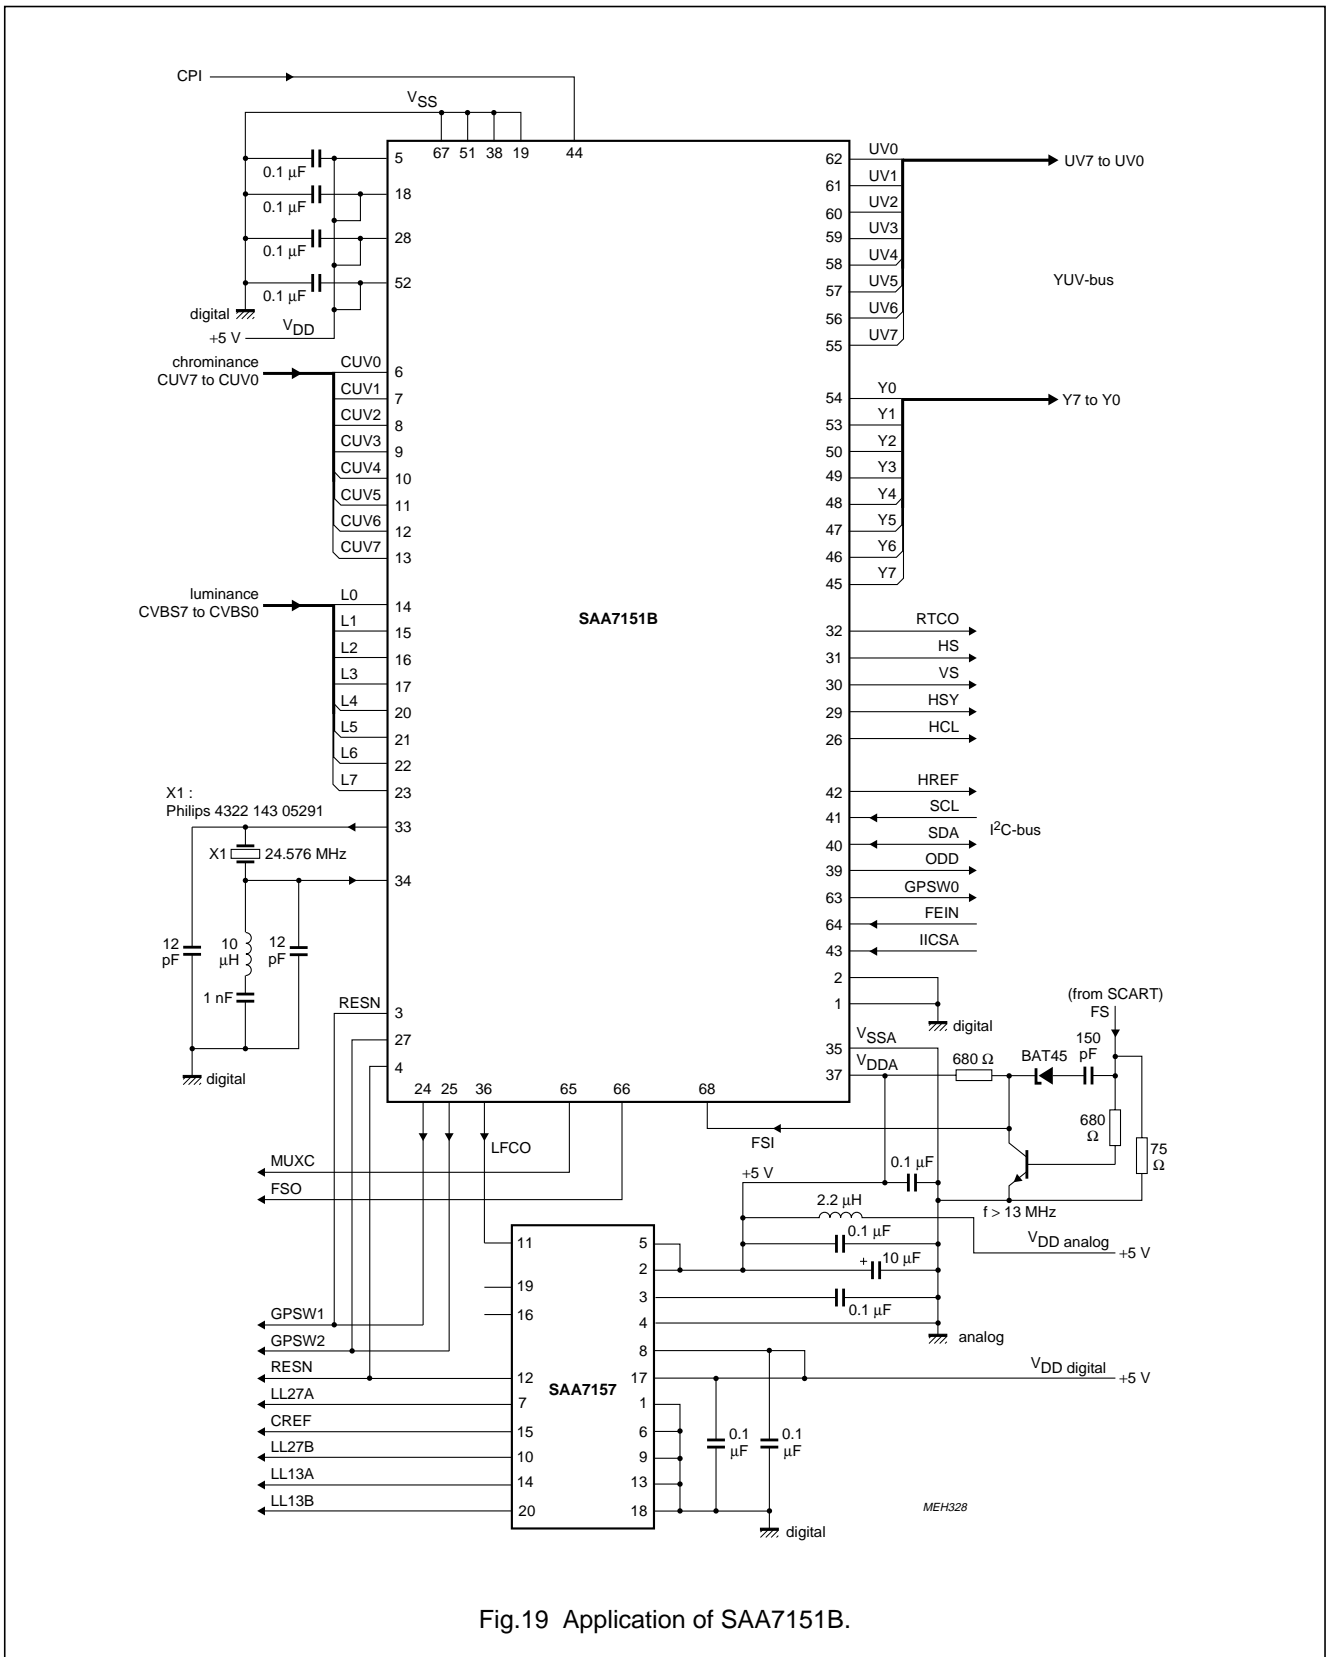 CPI
VSS
67 51 38 19 44
0.1 µF
5
0.1 µF
18
0.1 µF
28
0.1 µF
52
digital
VDD
+5 V
chrominance
CUV7 to CUV0
CUV0 6
CUV1 7
CUV2 8
CUV3 9
CUV4 10
CUV5 11
CUV6 12
CUV7 13
luminance
CVBS7 to CVBS0
L0 14
L1 15
L2 16
L3 17
L4 20
L5 21
L6 22
L7 23
X1 :
Philips 4322 143 05291
33
X1 24.576 MHz
34
12
pF
10
µH
12
pF
1 nF
RESN 3
27
4
digital
SAA7151B
62 UV0
61 UV1
60 UV2
59 UV3
58 UV4
57 UV5
56 UV6
55 UV7
UV7 to UV0
YUV-bus
54 Y0
53 Y1
50 Y2
49 Y3
48 Y4
47 Y5
46 Y6
45 Y7
Y7 to Y0
32 RTCO
31 HS
30 VS
29 HSY
26 HCL
42 HREF
41 SCL
40 SDA
I2C-bus
39 ODD
63 GPSW0
64 FEIN
43 IICSA
2
1
digital
35 VSSA
37 VDDA
680 Ω
BAT45
150
pF
(from SCART)
FS
680
Ω
75
Ω
24 25 36 65 66 68
LFCO
FSI
MUXC
FSO
+5 V
0.1 µF
2.2 µH
f > 13 MHz
0.1 µF
VDD analog
+5 V
+ 10 µF
0.1 µF
analog
11
19
16
12
7
15
10
14
20
SAA7157
5
2
3
4
8
17
1
6
9
13
18
GPSW1
GPSW2
RESN
LL27A
CREF
LL27B
LL13A
LL13B
VDD digital
+5 V
0.1
µF
0.1
µF
digital
MEH328
Fig.19 Application of SAA7151B.